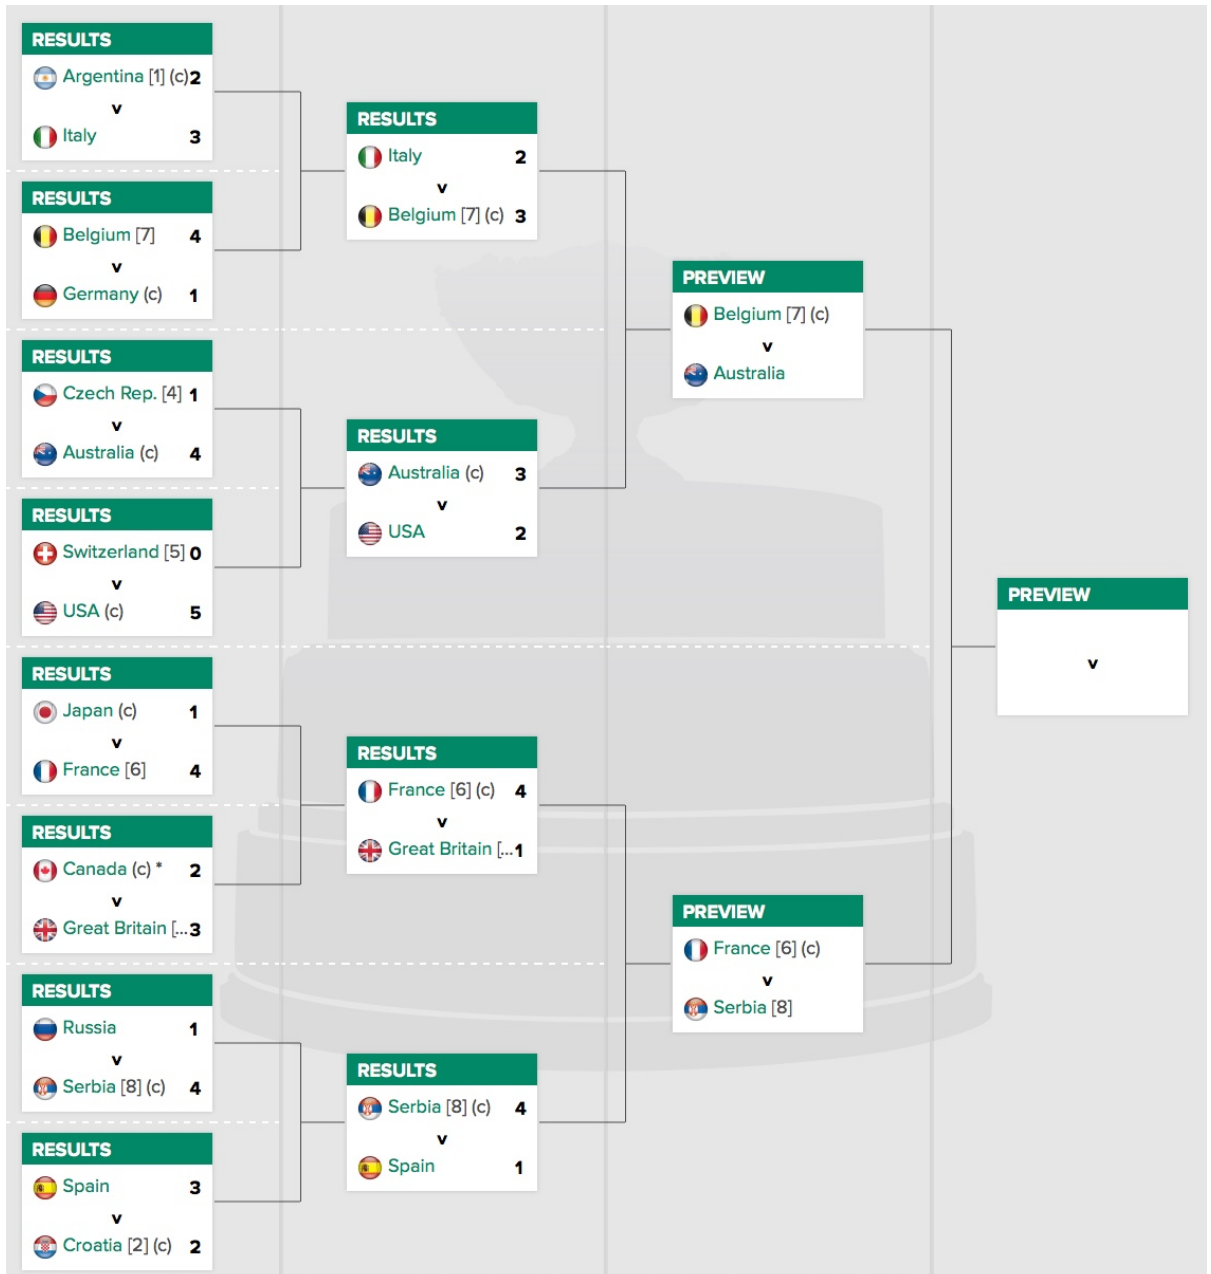 RESULTS
Argentina [1] (c) 2
v
Italy 3
RESULTS
Belgium [7] 4
v
Germany (c) 1
RESULTS
Czech Rep. [4] 1
v
Australia (c) 4
RESULTS
Switzerland [5] 0
v
USA (c) 5
RESULTS
Japan (c) 1
v
France [6] 4
RESULTS
Canada (c) * 2
v
Great Britain [... 3
RESULTS
Russia 1
v
Serbia [8] (c) 4
RESULTS
Spain 3
v
Croatia [2] (c) 2
RESULTS
Italy 2
v
Belgium [7] (c) 3
RESULTS
Australia (c) 3
v
USA 2
RESULTS
France [6] (c) 4
v
Great Britain [... 1
RESULTS
Serbia [8] (c) 4
v
Spain 1
PREVIEW
Belgium [7] (c)
v
Australia
PREVIEW
France [6] (c)
v
Serbia [8]
PREVIEW
v